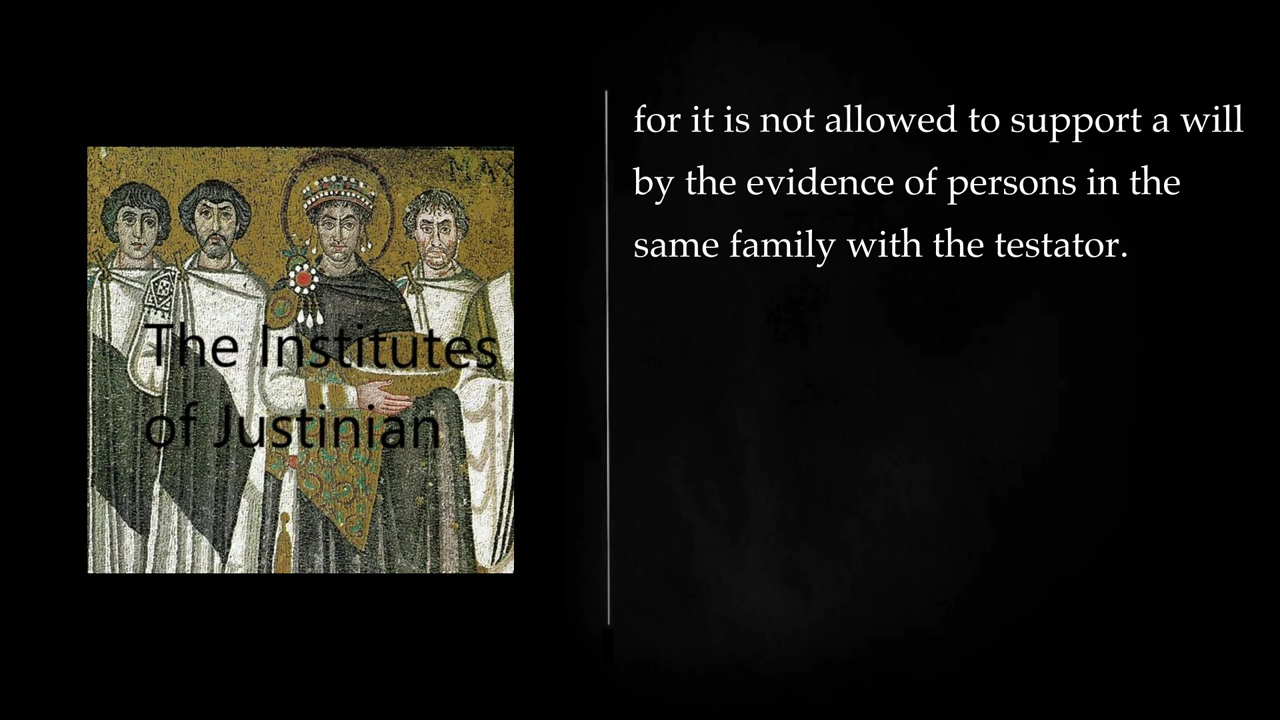 The Institutes
of Justinian
for it is not allowed to support a will
by the evidence of persons in the
same family with the testator.